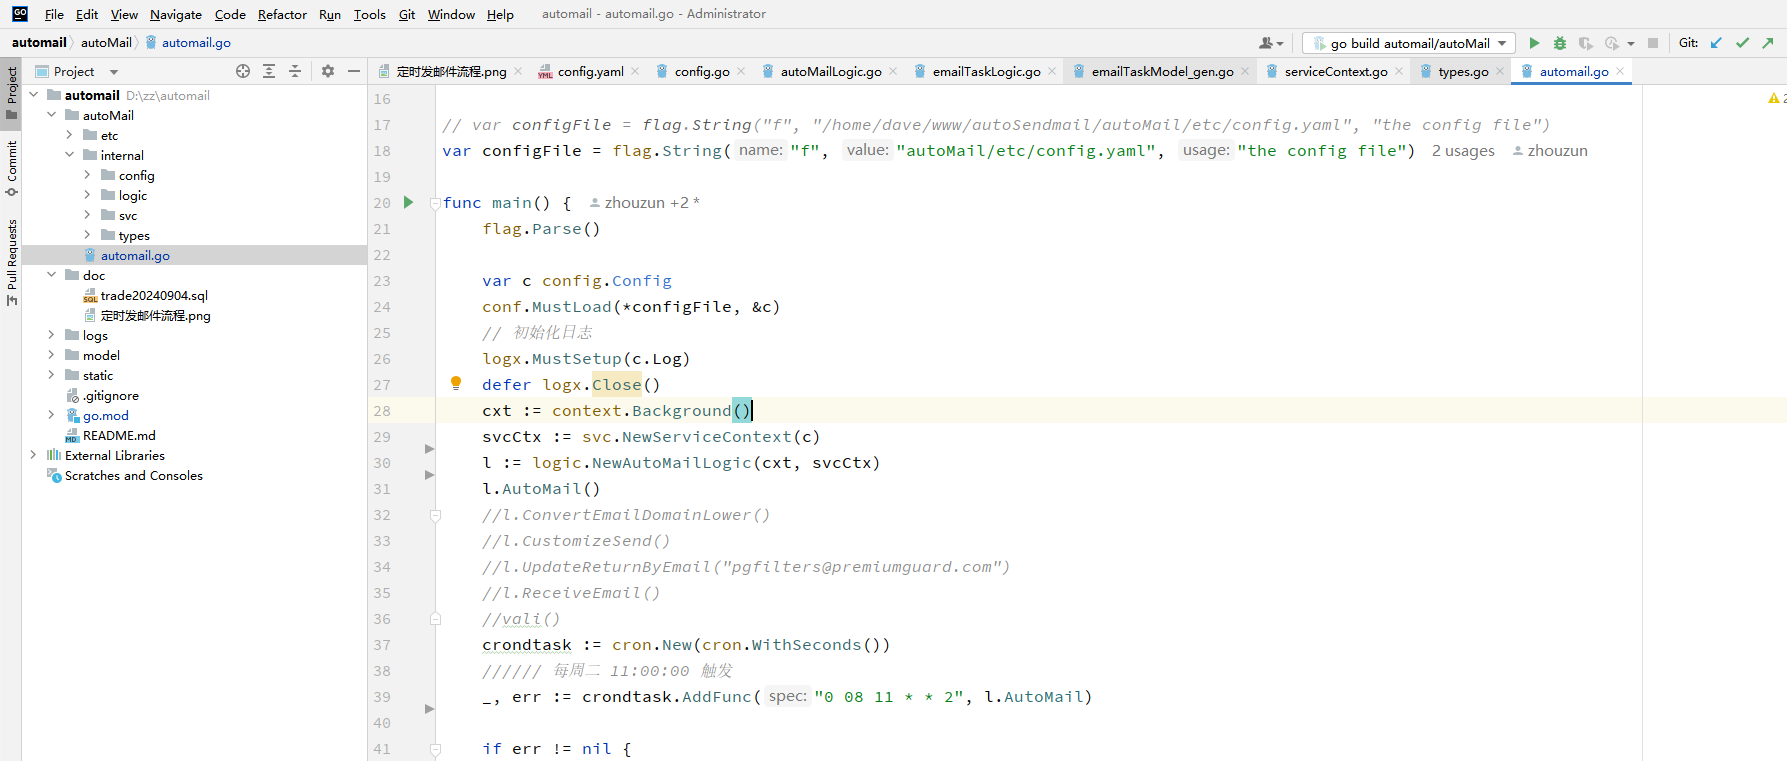 File Edit View Navigate Code Refactor Run Tools Git Window Help automail - automail.go - Administrator
automail autoMail automail.go go build automail/autoMail Git:
Project 定时发邮件流程.png config.yaml config.go autoMailLogic.go emailTaskLogic.go emailTaskModel_gen.go serviceContext.go types.go automail.go
Project
Commit
Pull Requests
automail D:\zz\automail
autoMail
etc
internal
config
logic
svc
types
automail.go
doc
trade20240904.sql
定时发邮件流程.png
logs
model
static
.gitignore
go.mod
README.md
External Libraries
Scratches and Consoles
16
17 // var configFile = flag.String("f", "/home/dave/www/autoSendmail/autoMail/etc/config.yaml", "the config file")
18 var configFile = flag.String( name: "f", value: "autoMail/etc/config.yaml", usage: "the config file") 2 usages zhouzun
19
20 func main() { zhouzun +2 *
21 flag.Parse()
22
23 var c config.Config
24 conf.MustLoad(*configFile, &c)
25 // 初始化日志
26 logx.MustSetup(c.Log)
27 defer logx.Close()
28 cxt := context.Background()
29 svcCtx := svc.NewServiceContext(c)
30 l := logic.NewAutoMailLogic(cxt, svcCtx)
31 l.AutoMail()
32 //l.ConvertEmailDomainLower()
33 //l.CustomizeSend()
34 //l.UpdateReturnByEmail("pgfilters@premiumguard.com")
35 //l.ReceiveEmail()
36 //vali()
37 crondtask := cron.New(cron.WithSeconds())
38 ////// 每周二 11:00:00 触发
39 _, err := crondtask.AddFunc( spec: "0 08 11 * * 2", l.AutoMail)
40
41 if err != nil {